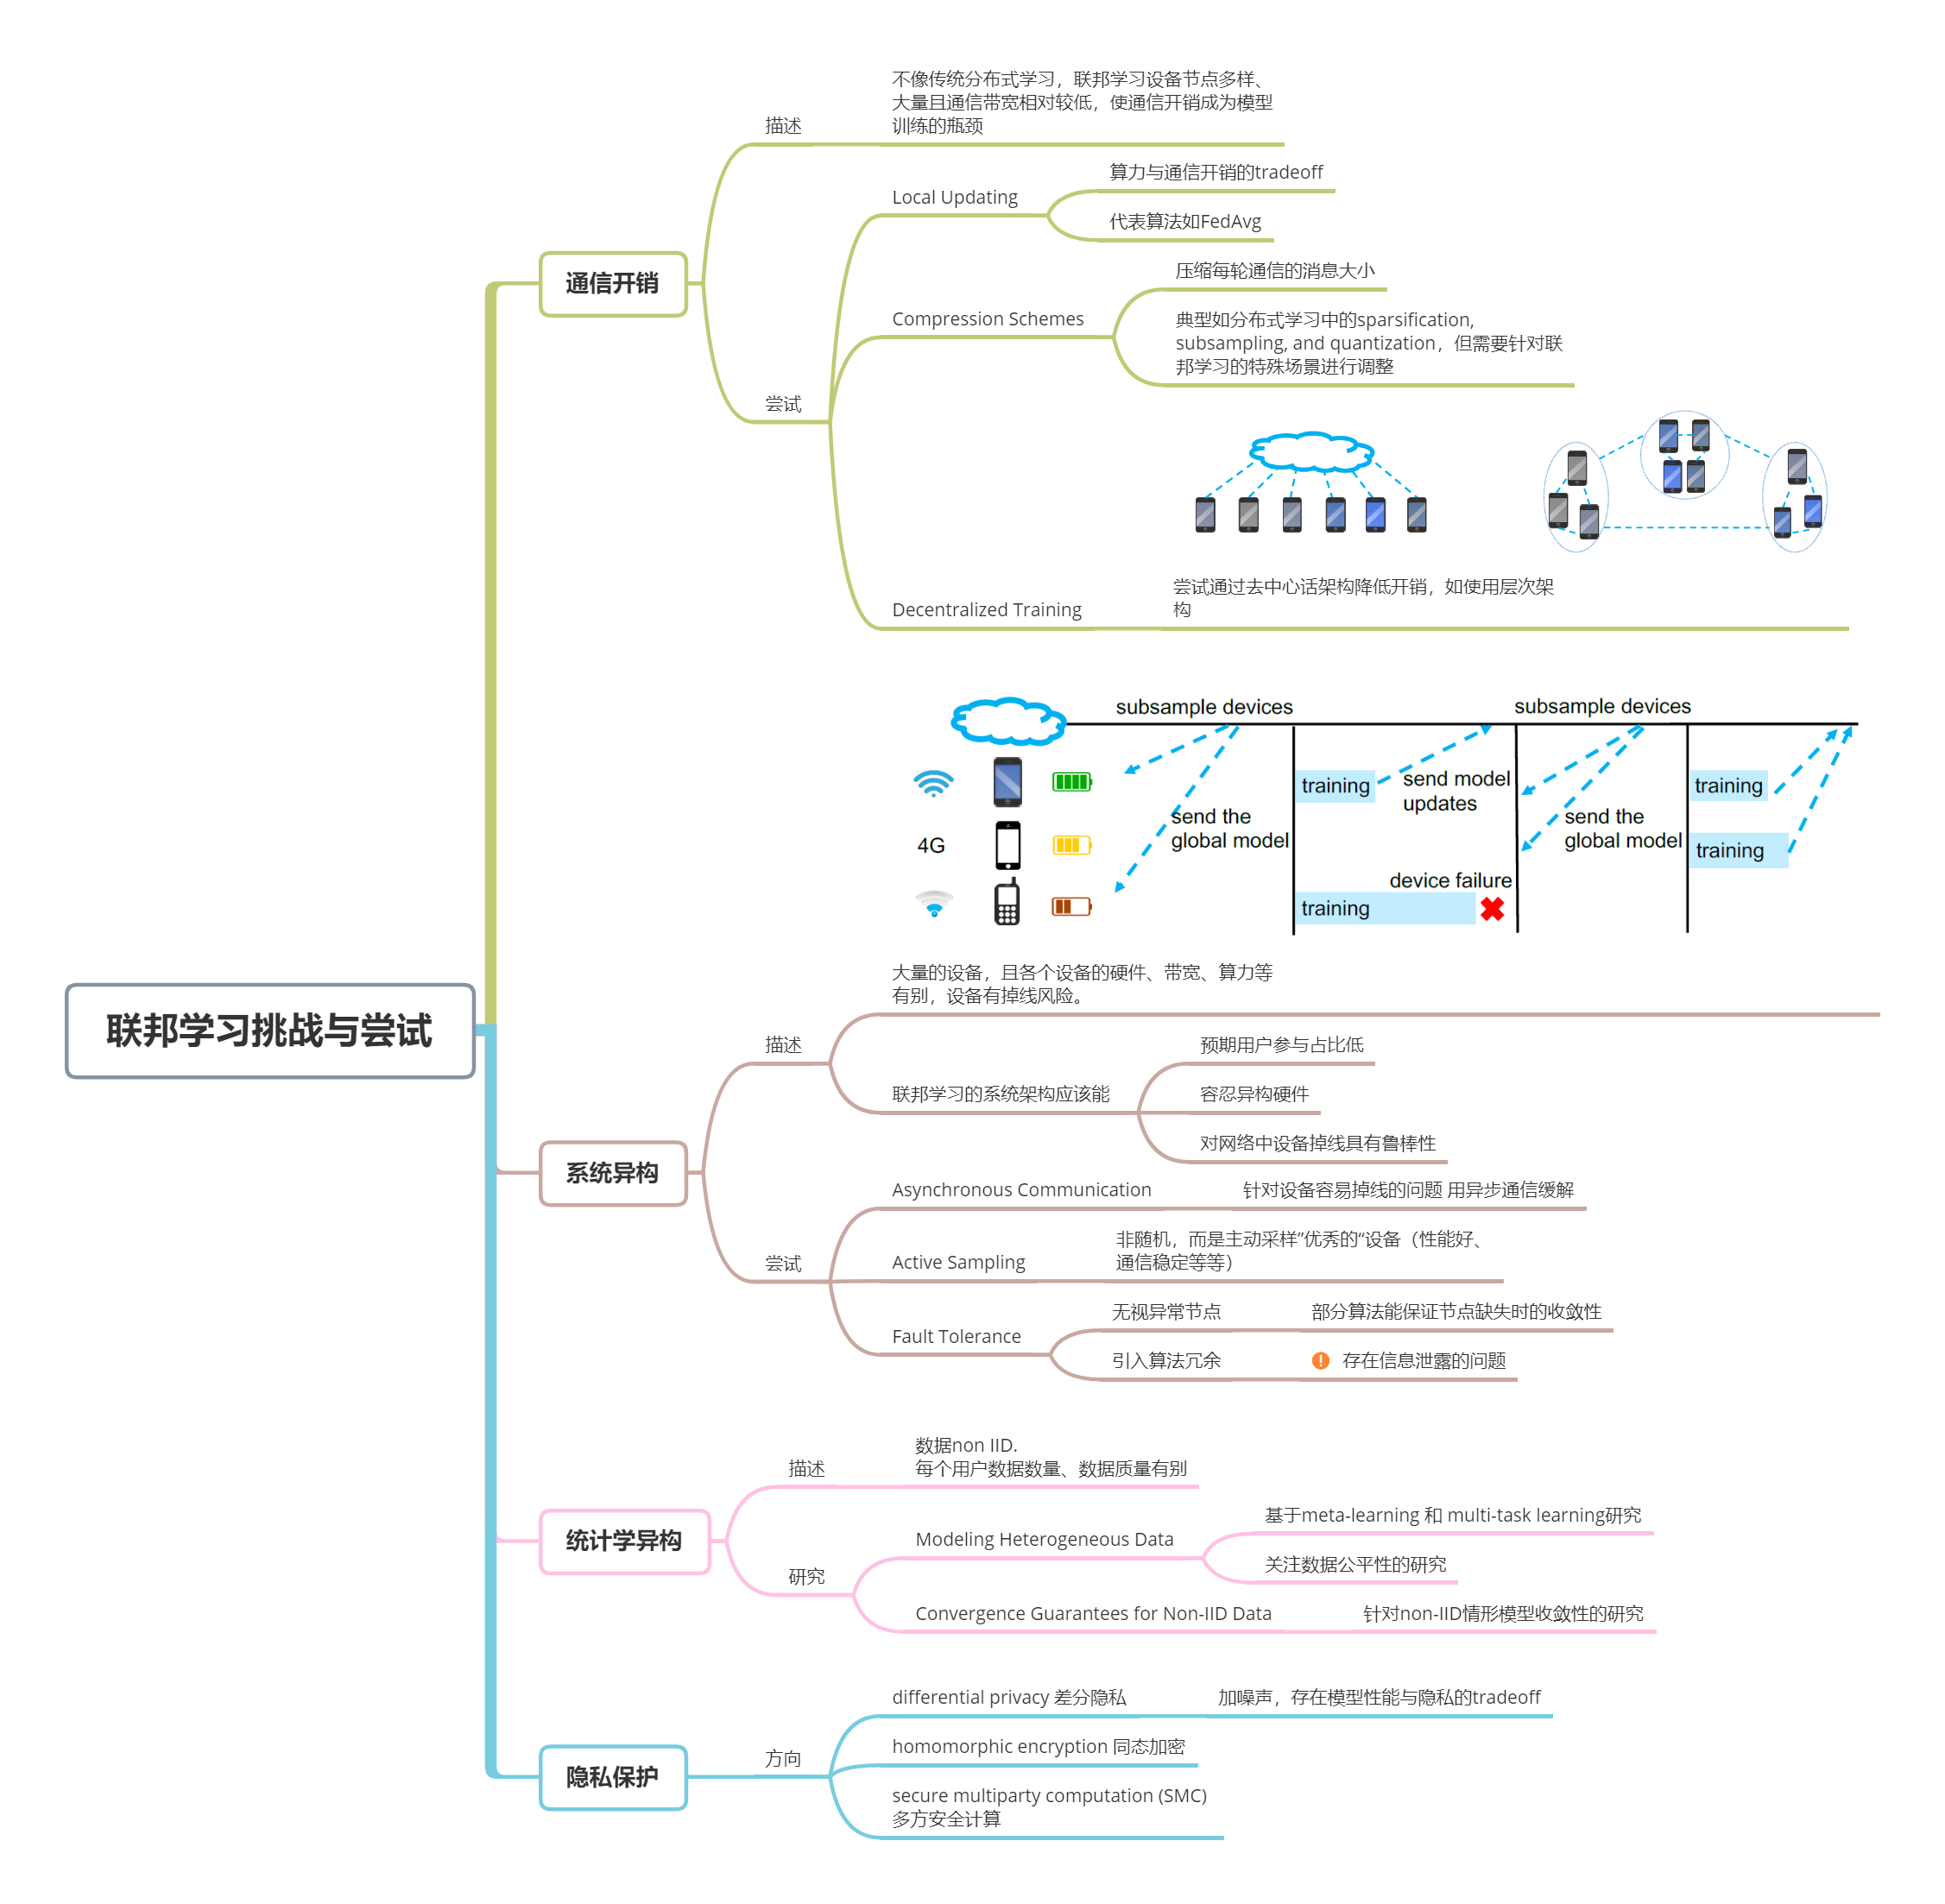 联邦学习挑战与尝试
通信开销
描述
不像传统分布式学习，联邦学习设备节点多样、
大量且通信带宽相对较低，使通信开销成为模型
训练的瓶颈
尝试
Local Updating
算力与通信开销的tradeoff
代表算法如FedAvg
Compression Schemes
压缩每轮通信的消息大小
典型如分布式学习中的sparsification,
subsampling, and quantization，但需要针对联
邦学习的特殊场景进行调整
Decentralized Training
尝试通过去中心话架构降低开销，如使用层次架
构
系统异构
描述
subsample devices
subsample devices
4G
send the
global model
training
send model
updates
device failure
training
send the
global model
training
training
大量的设备，且各个设备的硬件、带宽、算力等
有别，设备有掉线风险。
联邦学习的系统架构应该能
预期用户参与占比低
容忍异构硬件
对网络中设备掉线具有鲁棒性
尝试
Asynchronous Communication
针对设备容易掉线的问题 用异步通信缓解
Active Sampling
非随机，而是主动采样”优秀的“设备（性能好、
通信稳定等等）
Fault Tolerance
无视异常节点
部分算法能保证节点缺失时的收敛性
引入算法冗余
存在信息泄露的问题
统计学异构
描述
数据non IID.
每个用户数据数量、数据质量有别
研究
Modeling Heterogeneous Data
基于meta-learning 和 multi-task learning研究
关注数据公平性的研究
Convergence Guarantees for Non-IID Data
针对non-IID情形模型收敛性的研究
隐私保护
方向
differential privacy 差分隐私
加噪声，存在模型性能与隐私的tradeoff
homomorphic encryption 同态加密
secure multiparty computation (SMC)
多方安全计算